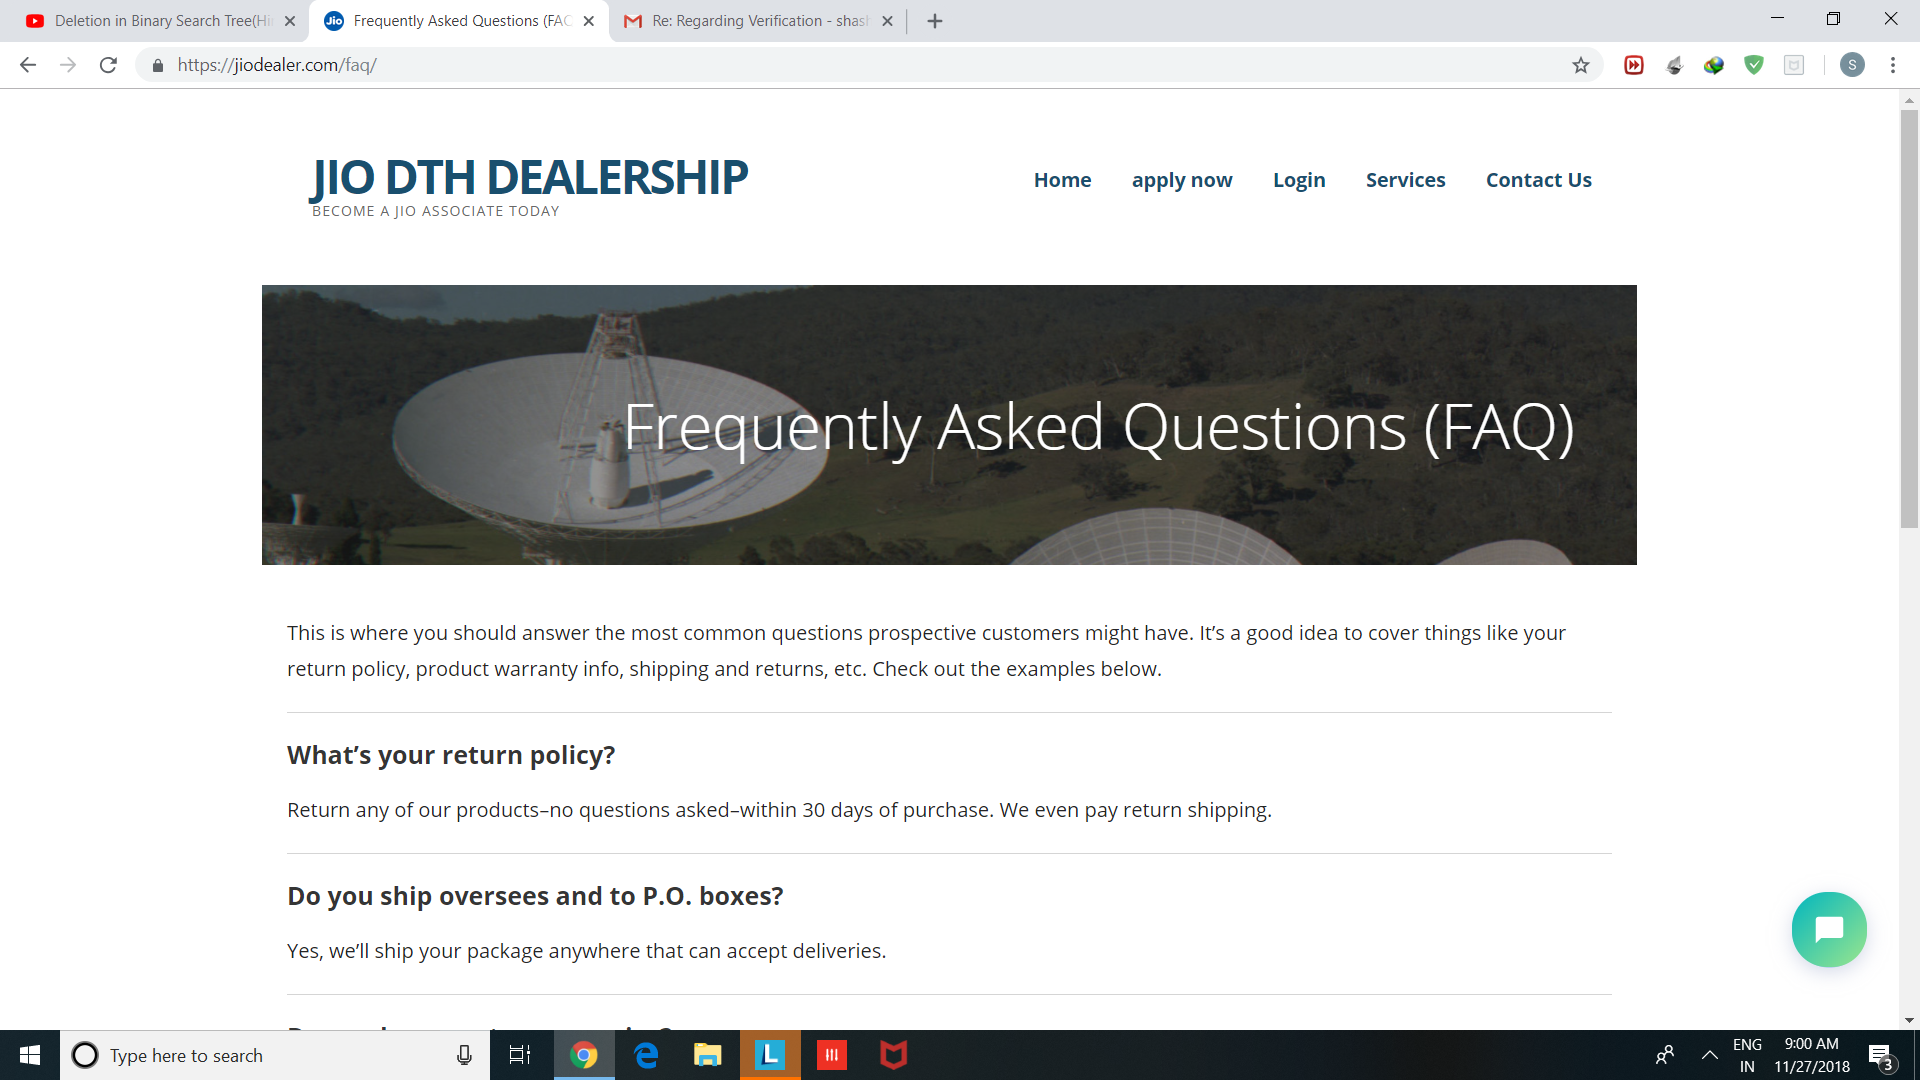 Deletion in Binary Search Tree(Hi
Jio
Frequently Asked Questions (FAQ
Re: Regarding Verification - shas
https://jiodealer.com/faq/
S
JIO DTH DEALERSHIP
BECOME A JIO ASSOCIATE TODAY
Home apply now Login Services Contact Us
Frequently Asked Questions (FAQ)
This is where you should answer the most common questions prospective customers might have. It’s a good idea to cover things like your
return policy, product warranty info, shipping and returns, etc. Check out the examples below.
What’s your return policy?
Return any of our products–no questions asked–within 30 days of purchase. We even pay return shipping.
Do you ship oversees and to P.O. boxes?
Yes, we’ll ship your package anywhere that can accept deliveries.
Type here to search
L
ENG
IN
9:00 AM
11/27/2018
3